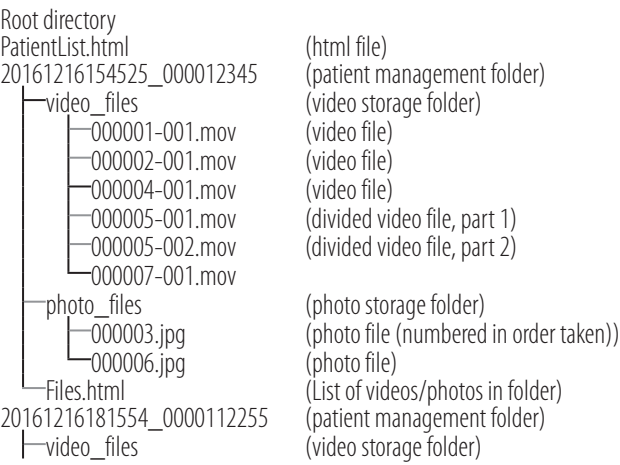 Root directory
PatientList.html (html file)
20161216154525_000012345 (patient management folder)
video_files (video storage folder)
000001-001.mov (video file)
000002-001.mov (video file)
000004-001.mov (video file)
000005-001.mov (divided video file, part 1)
000005-002.mov (divided video file, part 2)
000007-001.mov
photo_files (photo storage folder)
000003.jpg (photo file (numbered in order taken))
000006.jpg (photo file)
Files.html (List of videos/photos in folder)
20161216181554_0000112255 (patient management folder)
video_files (video storage folder)